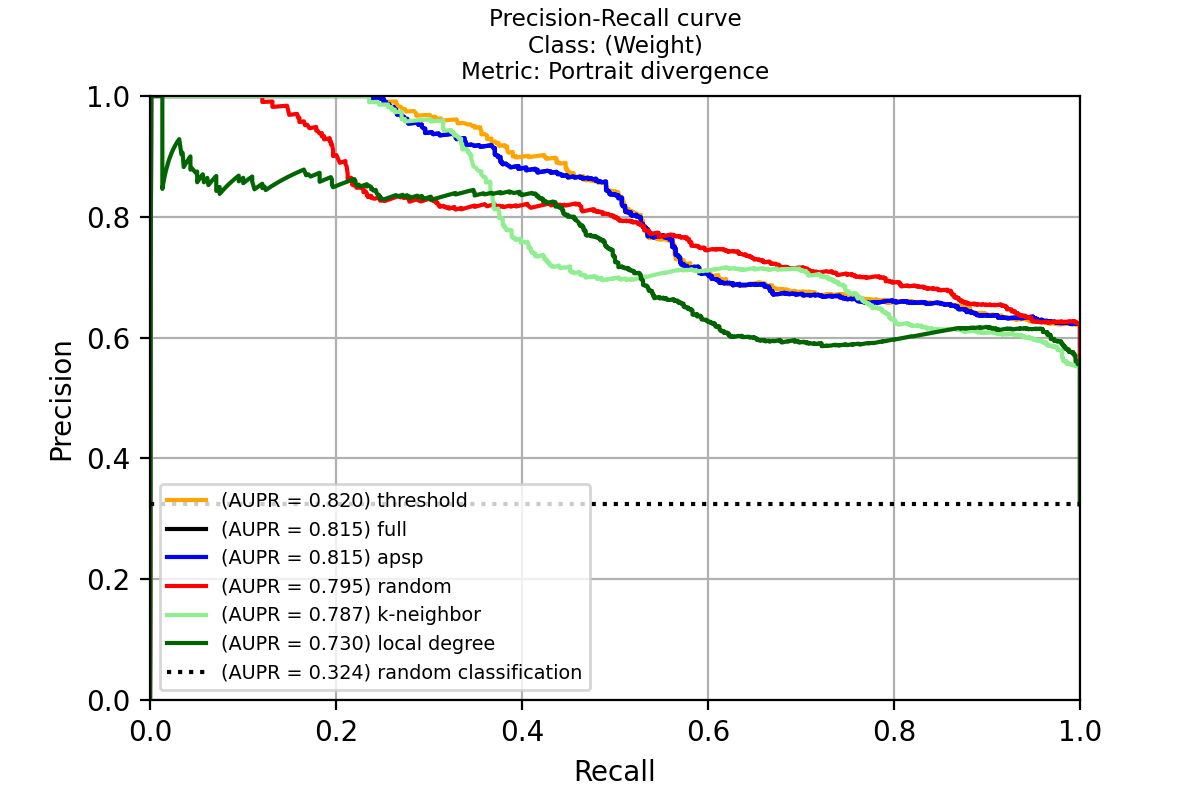 Precision-Recall curve
Class: (Weight)
Metric: Portrait divergence
1.0
0.8
0.6
0.4
0.2
0.0
Precision
(AUPR = 0.820) threshold
(AUPR = 0.815) full
(AUPR = 0.815) apsp
(AUPR = 0.795) random
(AUPR = 0.787) k-neighbor
(AUPR = 0.730) local degree
(AUPR = 0.324) random classification
0.0 0.2 0.4 0.6 0.8 1.0
Recall